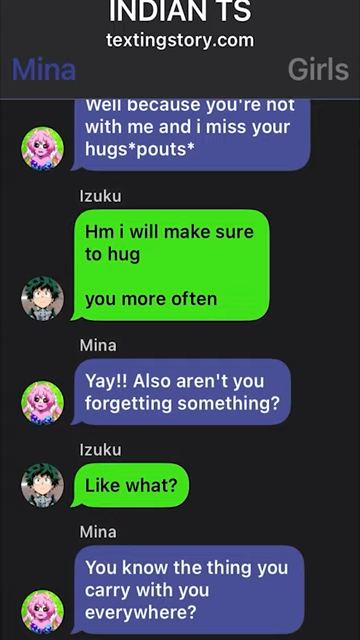 INDIAN TS
textingstory.com
Mina
Girls
Well because you're not
with me and i miss your
hugs*pouts*
Izuku
Hm i will make sure
to hug
you more often
Mina
Yay!! Also aren't you
forgetting something?
Izuku
Like what?
Mina
You know the thing you
carry with you
everywhere?